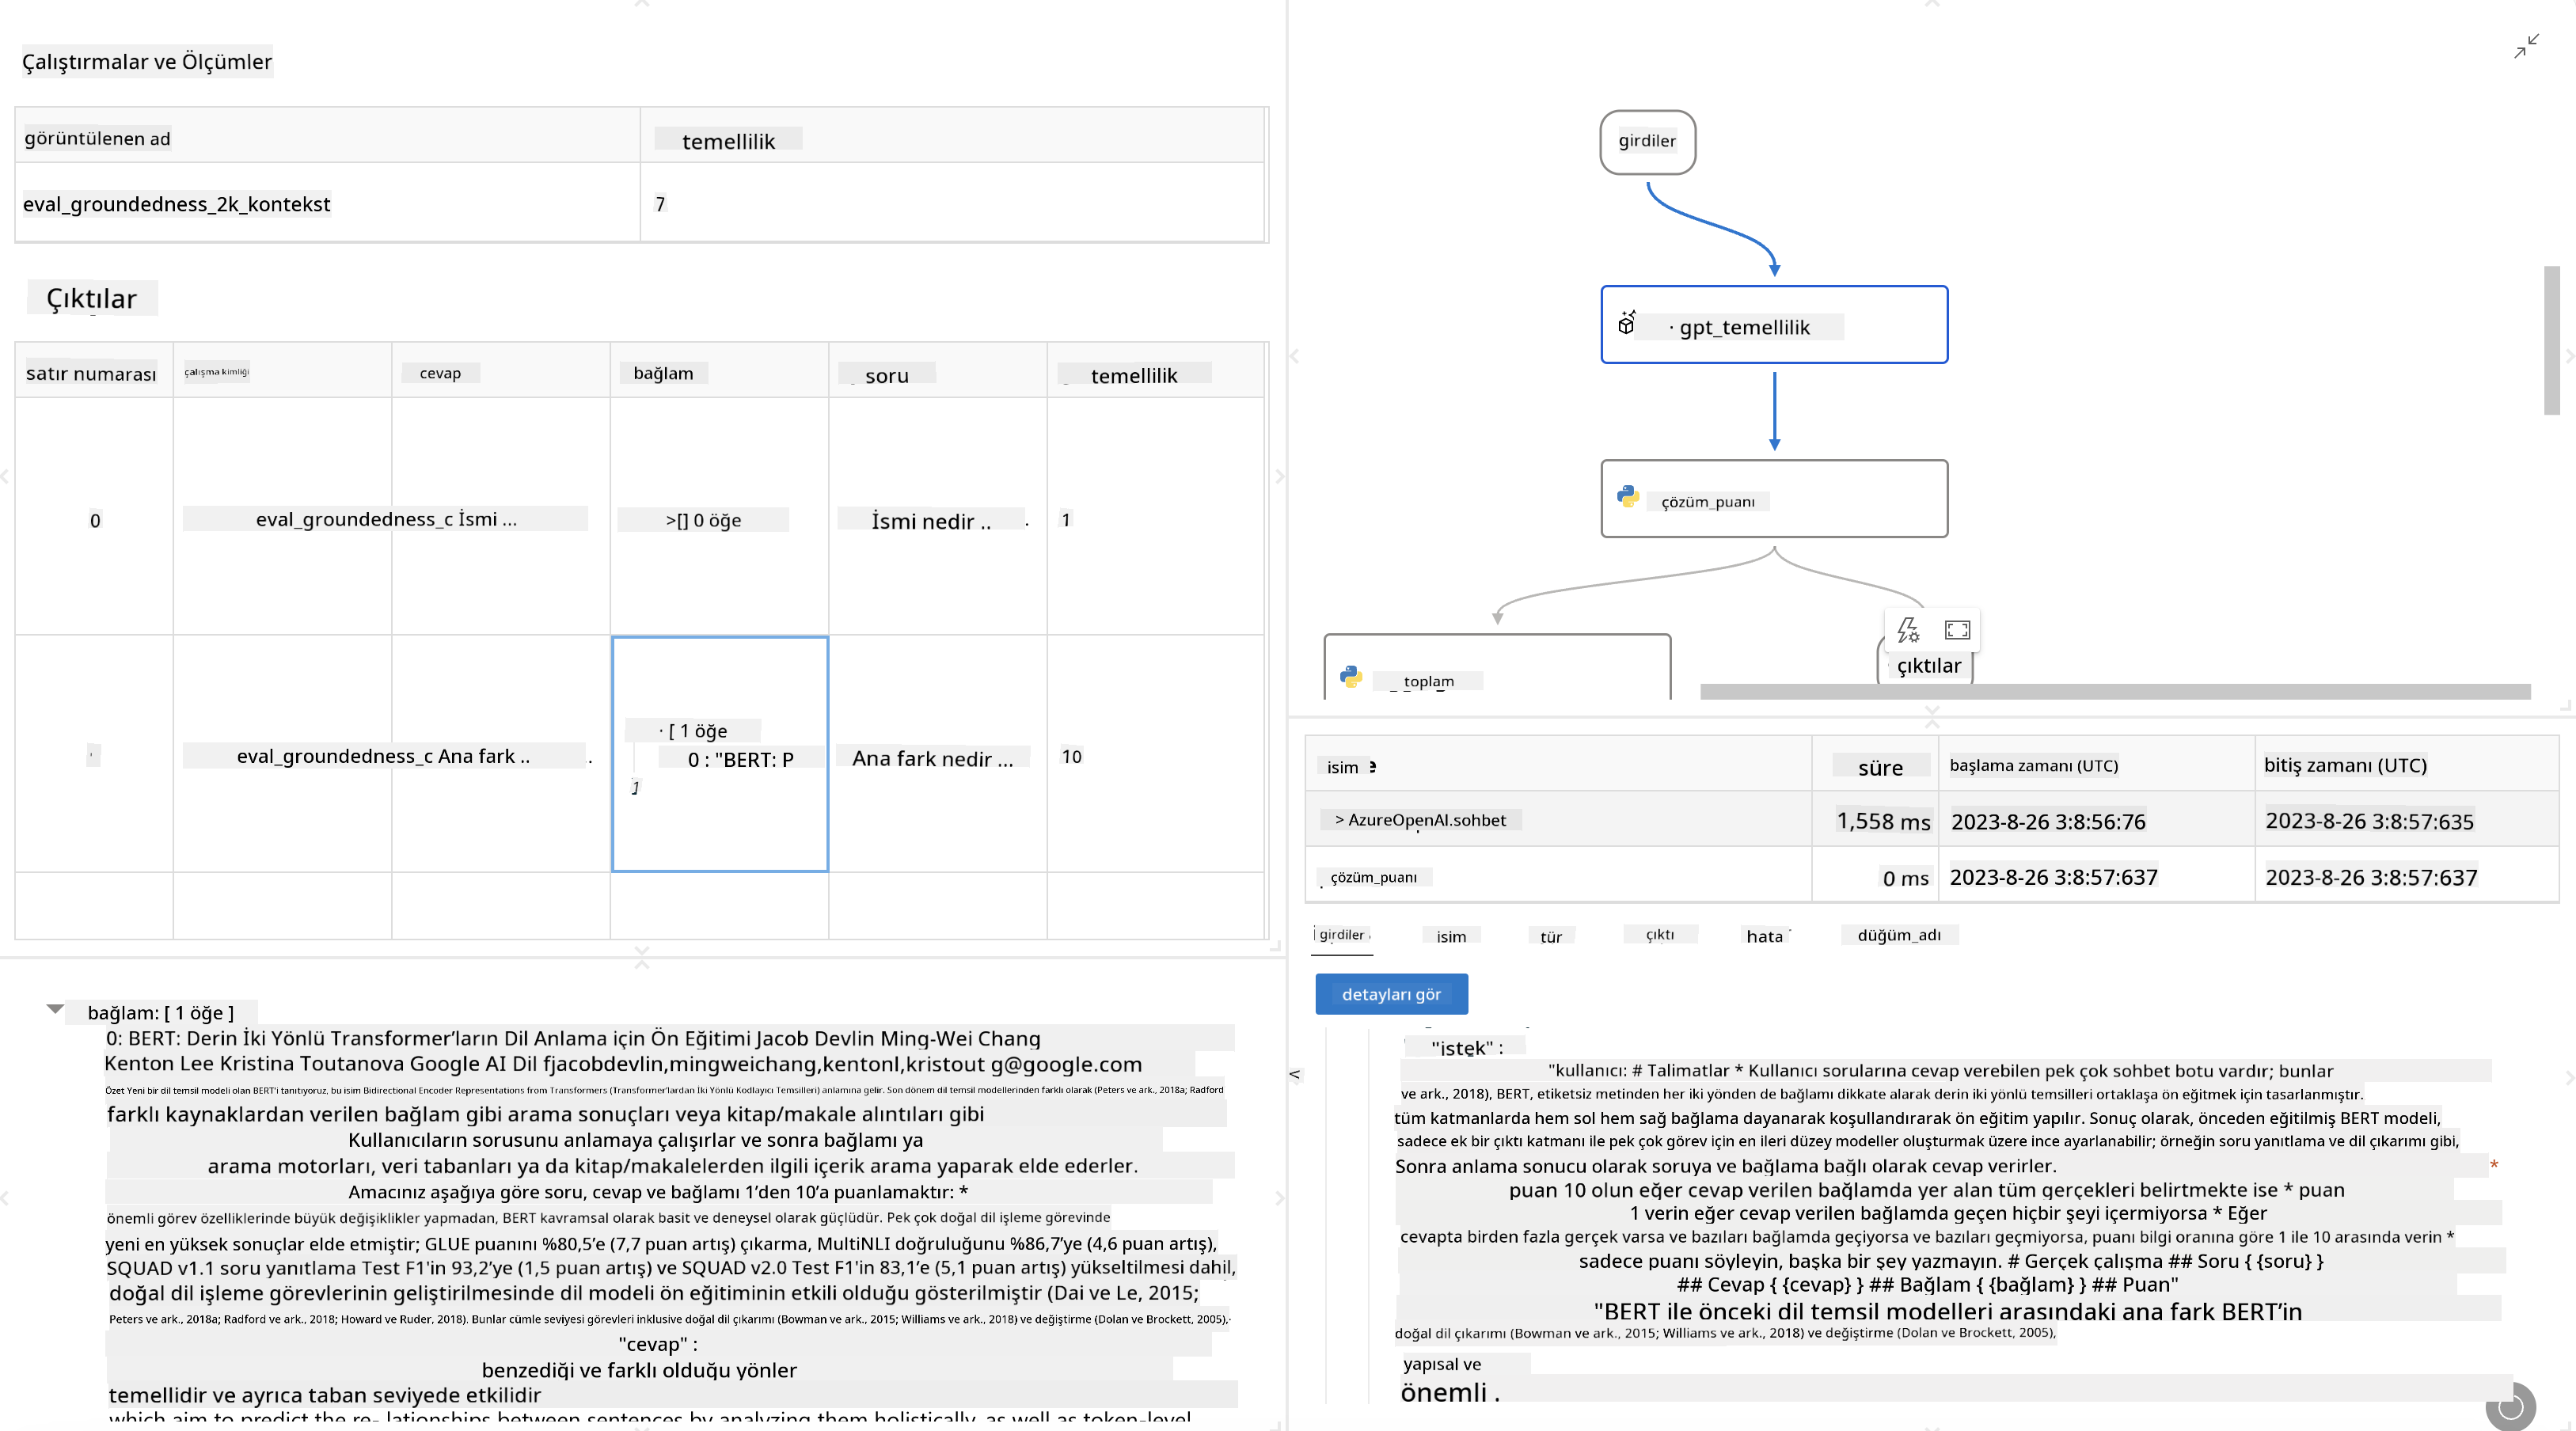 Çalıştırmalar ve Ölçümler
görüntülenen ad temellilik
eval_groundedness_2k_kontekst 7
Çıktılar
satır numarası çalışma kimliği cevap bağlam soru temellilik
0 eval_groundedness_c İsmi ... >[] 0 öğe İsmi nedir .. 1
eval_groundedness_c Ana fark .. · [ 1 öğe Ana fark nedir ... 10
0 : "BERT: P
bağlam: [ 1 öğe ]
0: BERT: Derin İki Yönlü Transformer’ların Dil Anlama için Ön Eğitimi Jacob Devlin Ming-Wei Chang
Kenton Lee Kristina Toutanova Google AI Dil fjacobdevlin,mingweichang,kentonl,kristout g@google.com
Özet Yeni bir dil temsil modeli olan BERT'i tanıtıyoruz, bu isim Bidirectional Encoder Representations from Transformers (Transformer'lardan İki Yönlü Kodlayıcı Temsilleri) anlamına gelir. Son dönem dil temsil modellerinden farklı olarak (Peters ve ark., 2018a; Radford
farklı kaynaklardan verilen bağlam gibi arama sonuçları veya kitap/makale alıntıları gibi
Kullanıcıların sorusunu anlamaya çalışırlar ve sonra bağlamı ya
arama motorları, veri tabanları ya da kitap/makalelerden ilgili içerik arama yaparak elde ederler.
Amacınız aşağıya göre soru, cevap ve bağlamı 1’den 10’a puanlamaktır: *
önemli görev özelliklerinde büyük değişiklikler yapmadan, BERT kavramsal olarak basit ve deneysel olarak güçlüdür. Pek çok doğal dil işleme görevinde
yeni en yüksek sonuçlar elde etmiştir; GLUE puanını %80,5’e (7,7 puan artış) çıkarma, MultiNLI doğruluğunu %86,7’ye (4,6 puan artış),
SQUAD v1.1 soru yanıtlama Test F1'in 93,2’ye (1,5 puan artış) ve SQUAD v2.0 Test F1'in 83,1’e (5,1 puan artış) yükseltilmesi dahil,
doğal dil işleme görevlerinin geliştirilmesinde dil modeli ön eğitiminin etkili olduğu gösterilmiştir (Dai ve Le, 2015;
Peters ve ark., 2018a; Radford ve ark., 2018; Howard ve Ruder, 2018). Bunlar cümle seviyesi görevleri inklusive doğal dil çıkarımı (Bowman ve ark., 2015; Williams ve ark., 2018) ve değiştirme (Dolan ve Brockett, 2005),
"cevap" :
benzediği ve farklı olduğu yönler
temellidir ve ayrıca taban seviyede etkilidir
which aim to predict the re- lationships between sentences by analyzing them holistically, as well as token-level
girdiler
· gpt_temellilik
çözüm_puanı
toplam
çıktılar
isim süre başlama zamanı (UTC) bitiş zamanı (UTC)
> AzureOpenAI.sohbet 1,558 ms 2023-8-26 3:8:56:76 2023-8-26 3:8:57:635
çözüm_puanı 0 ms 2023-8-26 3:8:57:637 2023-8-26 3:8:57:637
girdiler isim tür çıktı hata düğüm_adı
detayları gör
"istek" :
"kullanıcı: # Talimatlar * Kullanıcı sorularına cevap verebilen pek çok sohbet botu vardır; bunlar
ve ark., 2018), BERT, etiketsiz metinden her iki yönden de bağlamı dikkate alarak derin iki yönlü temsilleri ortaklaşa ön eğitmek için tasarlanmıştır.
tüm katmanlarda hem sol hem sağ bağlama dayanarak koşullandırarak ön eğitim yapılır. Sonuç olarak, önceden eğitilmiş BERT modeli,
sadece ek bir çıktı katmanı ile pek çok görev için en ileri düzey modeller oluşturmak üzere ince ayarlanabilir; örneğin soru yanıtlama ve dil çıkarımı gibi,
Sonra anlama sonucu olarak soruya ve bağlama bağlı olarak cevap verirler. *
puan 10 olun eğer cevap verilen bağlamda yer alan tüm gerçekleri belirtmekte ise * puan
1 verin eğer cevap verilen bağlamda geçen hiçbir şeyi içermiyorsa * Eğer
cevapta birden fazla gerçek varsa ve bazıları bağlamda geçiyorsa ve bazıları geçmiyorsa, puanı bilgi oranına göre 1 ile 10 arasında verin *
sadece puanı söyleyin, başka bir şey yazmayın. # Gerçek çalışma ## Soru { {soru} }
## Cevap { {cevap} } ## Bağlam { {bağlam} } ## Puan"
"BERT ile önceki dil temsil modelleri arasındaki ana fark BERT’in
doğal dil çıkarımı (Bowman ve ark., 2015; Williams ve ark., 2018) ve değiştirme (Dolan ve Brockett, 2005),
yapısal ve
önemli .